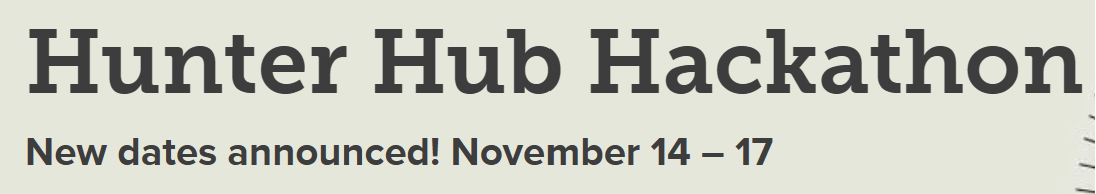 Hunter Hub Hackathon
New dates announced! November 14 – 17